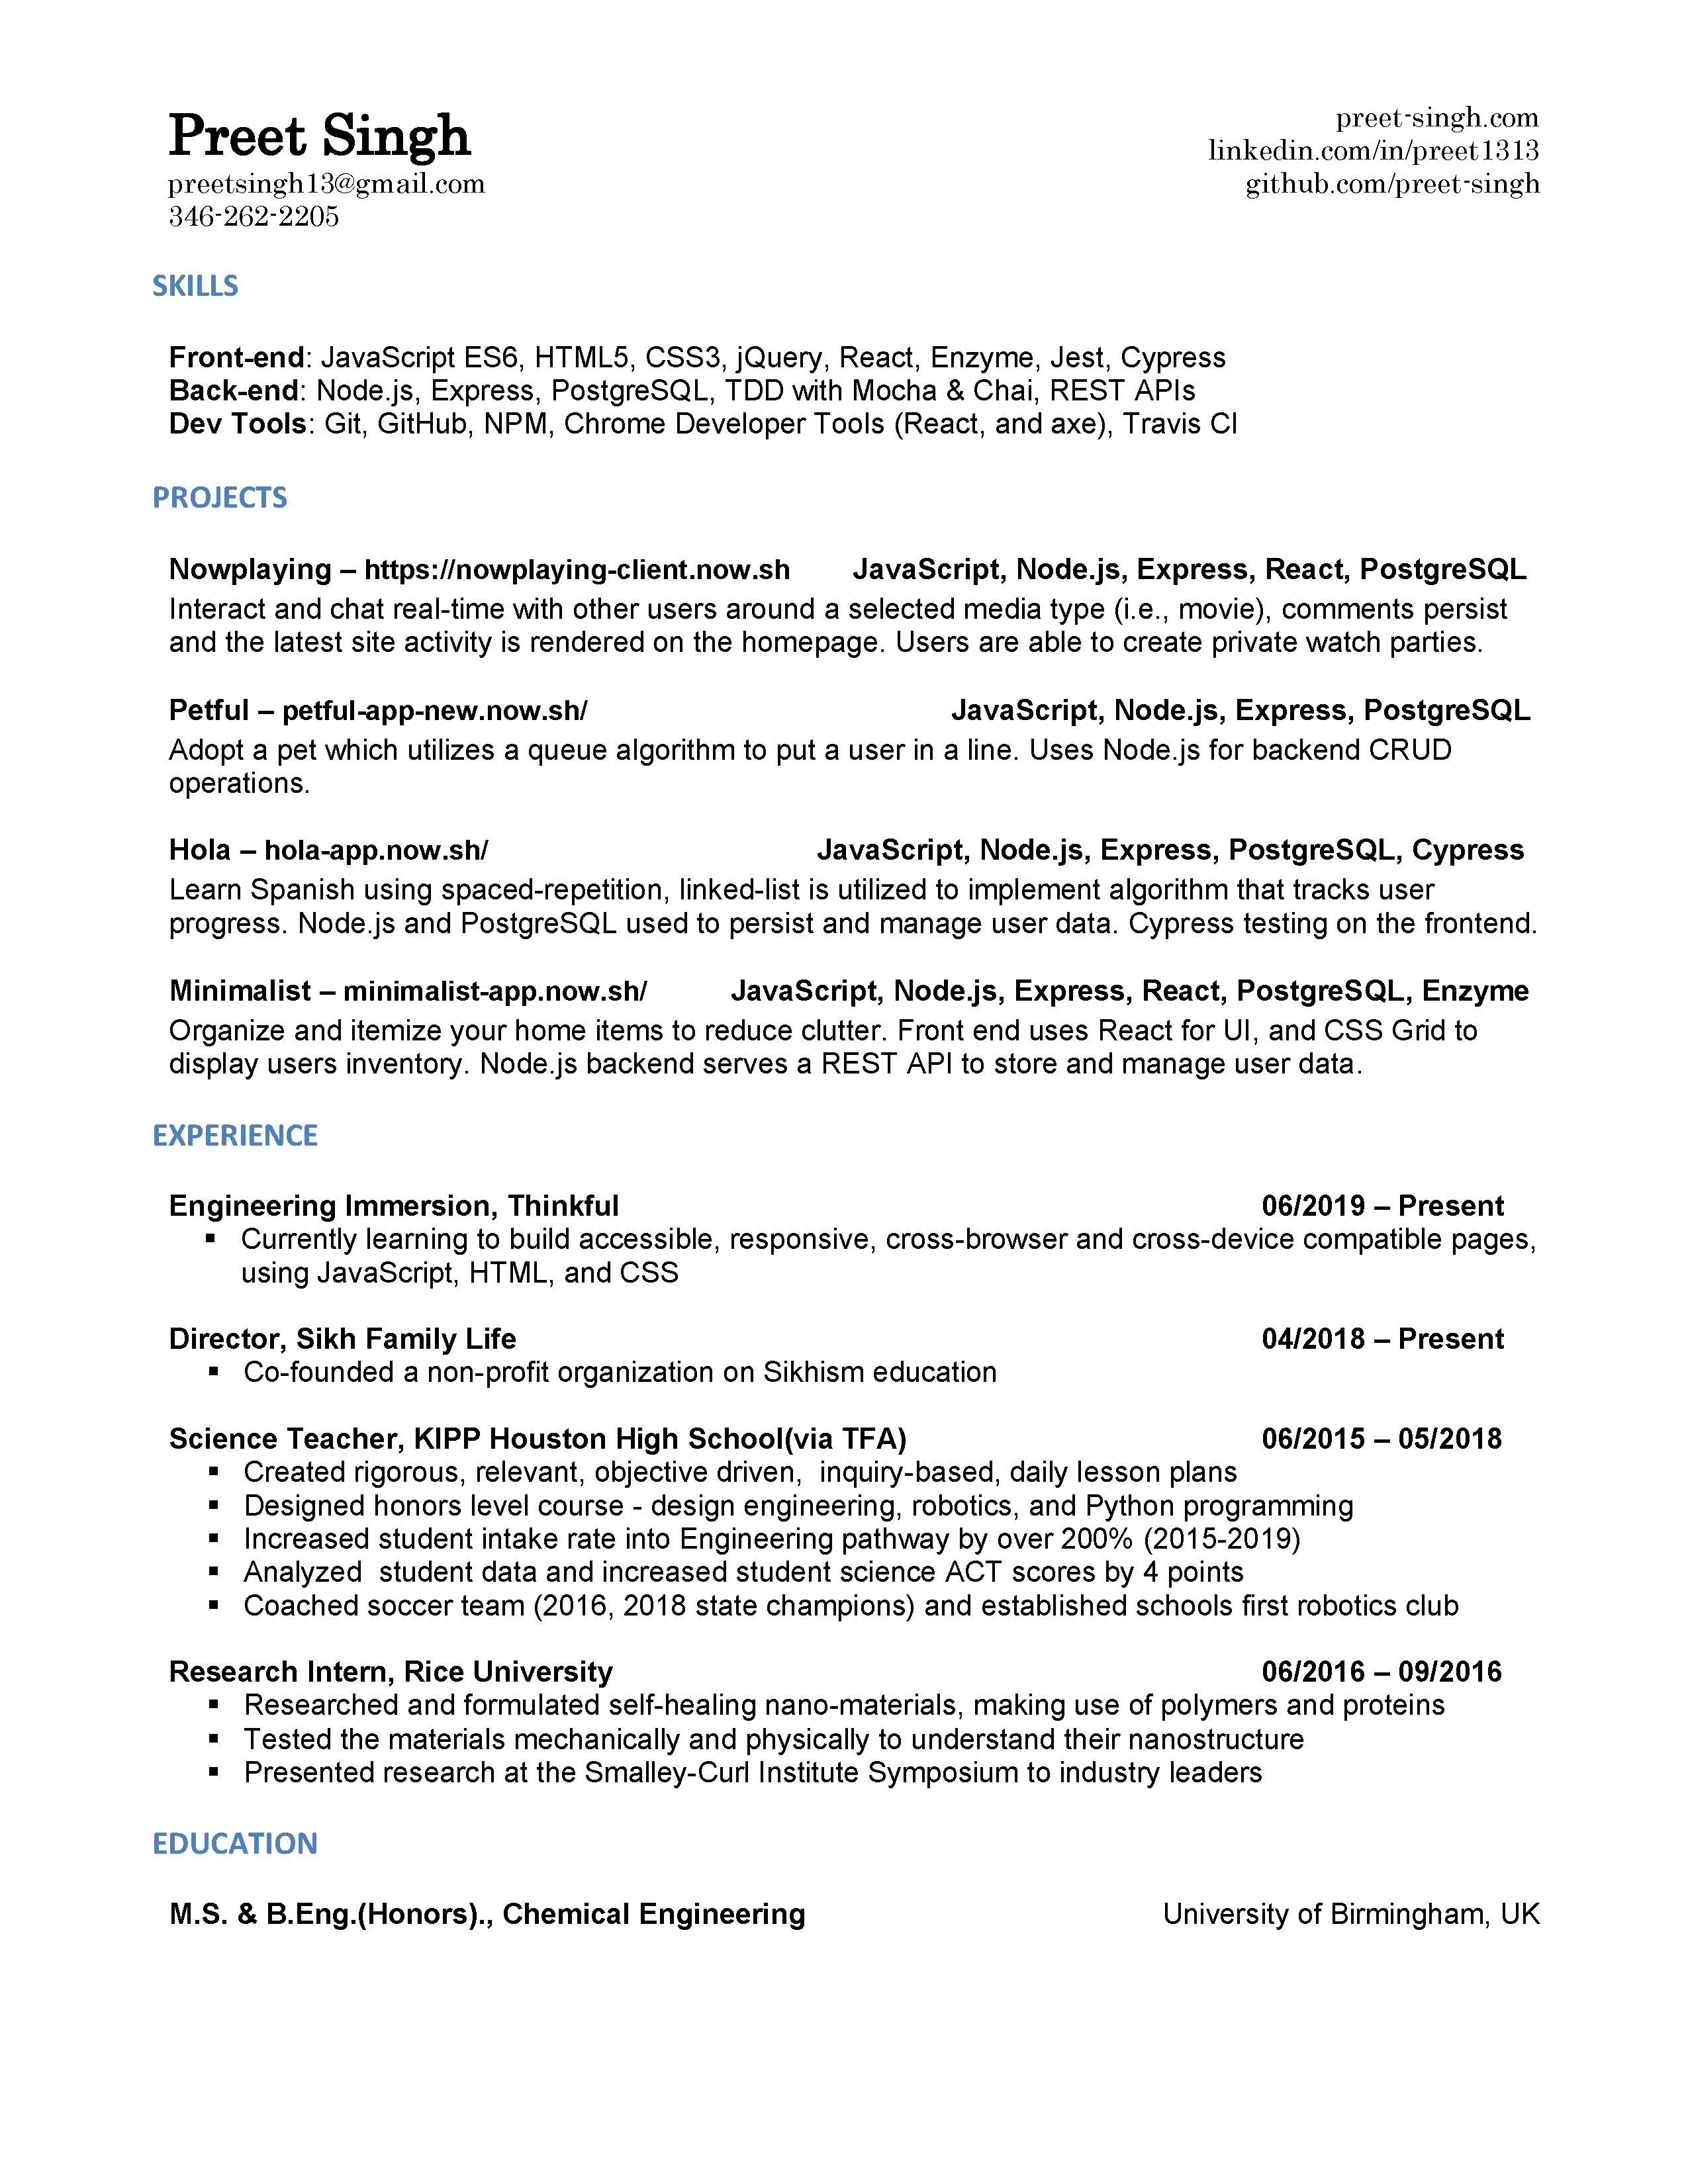 Preet Singh
preetsingh13@gmail.com
346-262-2205
preet-singh.com
linkedin.com/in/preet1313
github.com/preet-singh
SKILLS
Front-end: JavaScript ES6, HTML5, CSS3, jQuery, React, Enzyme, Jest, Cypress
Back-end: Node.js, Express, PostgreSQL, TDD with Mocha & Chai, REST APIs
Dev Tools: Git, GitHub, NPM, Chrome Developer Tools (React, and axe), Travis CI
PROJECTS
Nowplaying – https://nowplaying-client.now.sh JavaScript, Node.js, Express, React, PostgreSQL
Interact and chat real-time with other users around a selected media type (i.e., movie), comments persist
and the latest site activity is rendered on the homepage. Users are able to create private watch parties.
Petful – petful-app-new.now.sh/ JavaScript, Node.js, Express, PostgreSQL
Adopt a pet which utilizes a queue algorithm to put a user in a line. Uses Node.js for backend CRUD
operations.
Hola – hola-app.now.sh/ JavaScript, Node.js, Express, PostgreSQL, Cypress
Learn Spanish using spaced-repetition, linked-list is utilized to implement algorithm that tracks user
progress. Node.js and PostgreSQL used to persist and manage user data. Cypress testing on the frontend.
Minimalist – minimalist-app.now.sh/ JavaScript, Node.js, Express, React, PostgreSQL, Enzyme
Organize and itemize your home items to reduce clutter. Front end uses React for UI, and CSS Grid to
display users inventory. Node.js backend serves a REST API to store and manage user data.
EXPERIENCE
Engineering Immersion, Thinkful 06/2019 – Present
▪ Currently learning to build accessible, responsive, cross-browser and cross-device compatible pages,
using JavaScript, HTML, and CSS
Director, Sikh Family Life 04/2018 – Present
▪ Co-founded a non-profit organization on Sikhism education
Science Teacher, KIPP Houston High School(via TFA) 06/2015 – 05/2018
▪ Created rigorous, relevant, objective driven,  inquiry-based, daily lesson plans
▪ Designed honors level course - design engineering, robotics, and Python programming
▪ Increased student intake rate into Engineering pathway by over 200% (2015-2019)
▪ Analyzed  student data and increased student science ACT scores by 4 points
▪ Coached soccer team (2016, 2018 state champions) and established schools first robotics club
Research Intern, Rice University 06/2016 – 09/2016
▪ Researched and formulated self-healing nano-materials, making use of polymers and proteins
▪ Tested the materials mechanically and physically to understand their nanostructure
▪ Presented research at the Smalley-Curl Institute Symposium to industry leaders
EDUCATION
M.S. & B.Eng.(Honors)., Chemical Engineering University of Birmingham, UK